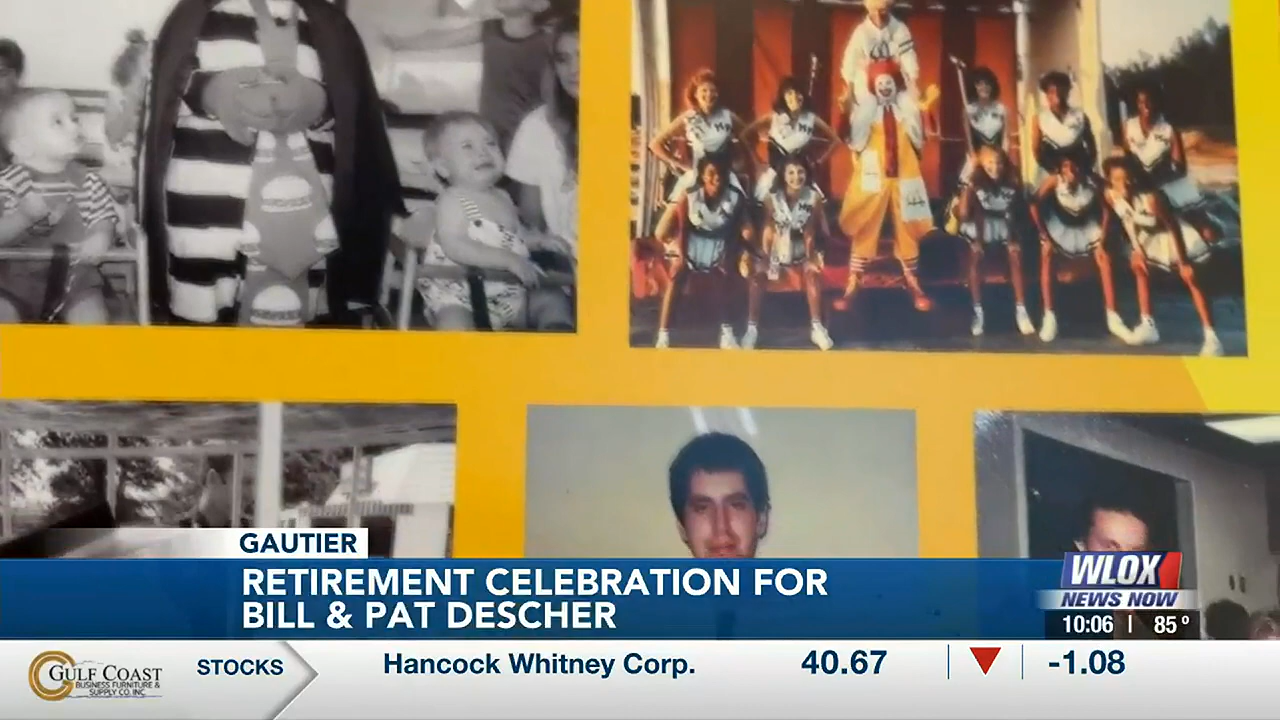 GAUTIER
RETIREMENT CELEBRATION FOR
BILL & PAT DESCHER
WLOX
NEWS NOW
10:06 | 85°
GULF COAST
BUSINESS FURNITURE &
SUPPLY CO. INC.
STOCKS
Hancock Whitney Corp. 40.67 -1.08